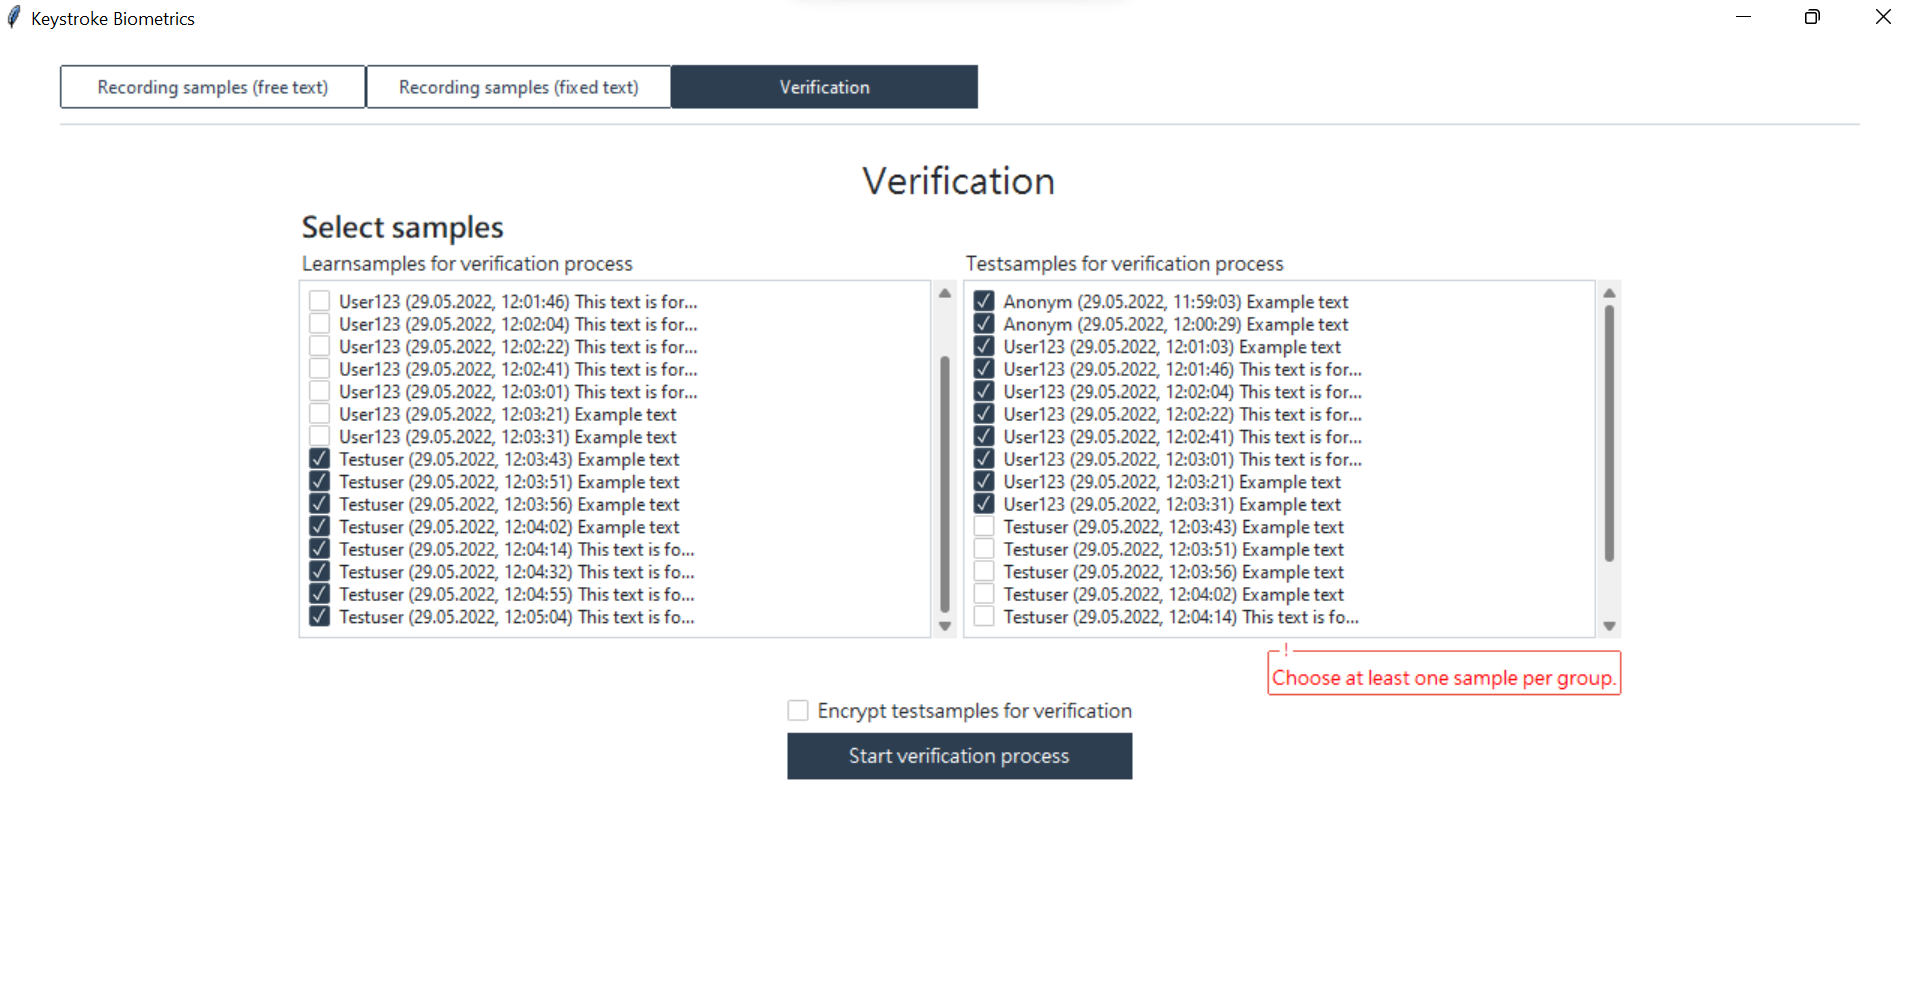 Keystroke Biometrics
Recording samples (free text)
Recording samples (fixed text)
Verification
Verification
Select samples
Learnsamples for verification process
User123 (29.05.2022, 12:01:46) This text is for...
User123 (29.05.2022, 12:02:04) This text is for...
User123 (29.05.2022, 12:02:22) This text is for...
User123 (29.05.2022, 12:02:41) This text is for...
User123 (29.05.2022, 12:03:01) This text is for...
User123 (29.05.2022, 12:03:21) Example text
User123 (29.05.2022, 12:03:31) Example text
Testuser (29.05.2022, 12:03:43) Example text
Testuser (29.05.2022, 12:03:51) Example text
Testuser (29.05.2022, 12:03:56) Example text
Testuser (29.05.2022, 12:04:02) Example text
Testuser (29.05.2022, 12:04:14) This text is fo...
Testuser (29.05.2022, 12:04:32) This text is fo...
Testuser (29.05.2022, 12:04:55) This text is fo...
Testuser (29.05.2022, 12:05:04) This text is fo...
Testsamples for verification process
Anonym (29.05.2022, 11:59:03) Example text
Anonym (29.05.2022, 12:00:29) Example text
User123 (29.05.2022, 12:01:03) Example text
User123 (29.05.2022, 12:01:46) This text is for...
User123 (29.05.2022, 12:02:04) This text is for...
User123 (29.05.2022, 12:02:22) This text is for...
User123 (29.05.2022, 12:02:41) This text is for...
User123 (29.05.2022, 12:03:01) This text is for...
User123 (29.05.2022, 12:03:21) Example text
User123 (29.05.2022, 12:03:31) Example text
Testuser (29.05.2022, 12:03:43) Example text
Testuser (29.05.2022, 12:03:51) Example text
Testuser (29.05.2022, 12:03:56) Example text
Testuser (29.05.2022, 12:04:02) Example text
Testuser (29.05.2022, 12:04:14) This text is fo...
!
Choose at least one sample per group.
Encrypt testsamples for verification
Start verification process